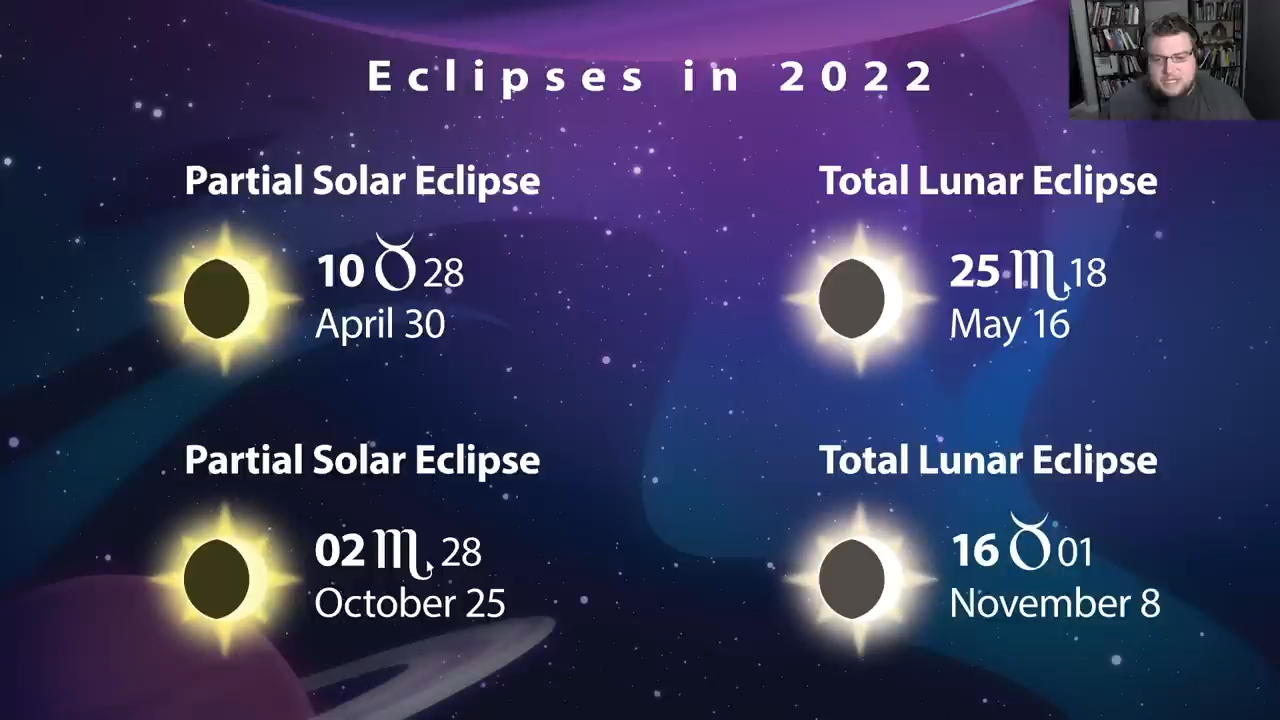 Eclipses in 2022
Partial Solar Eclipse
10 ♉ 28
April 30
Total Lunar Eclipse
25 ♏ 18
May 16
Partial Solar Eclipse
02 ♏ 28
October 25
Total Lunar Eclipse
16 ♉ 01
November 8